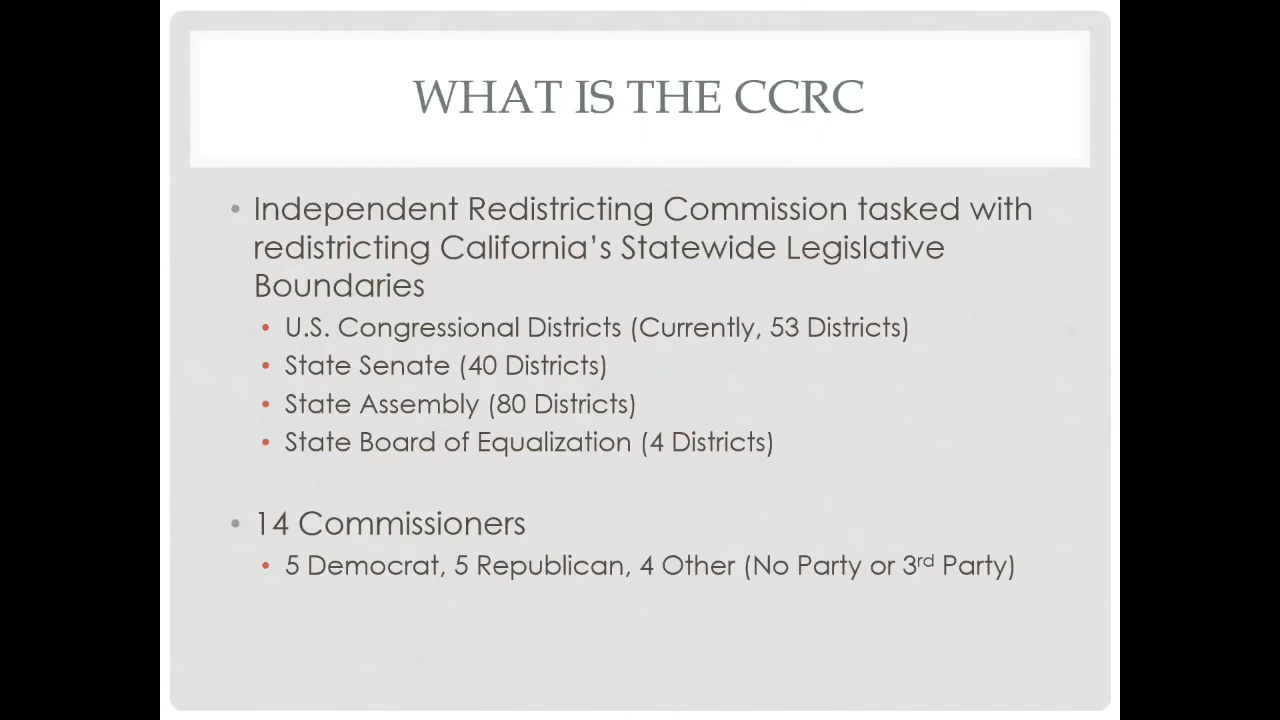 WHAT IS THE CCRC
• Independent Redistricting Commission tasked with
redistricting California's Statewide Legislative
Boundaries
• U.S. Congressional Districts (Currently, 53 Districts)
• State Senate (40 Districts)
• State Assembly (80 Districts)
• State Board of Equalization (4 Districts)
• 14 Commissioners
• 5 Democrat, 5 Republican, 4 Other (No Party or 3rd Party)